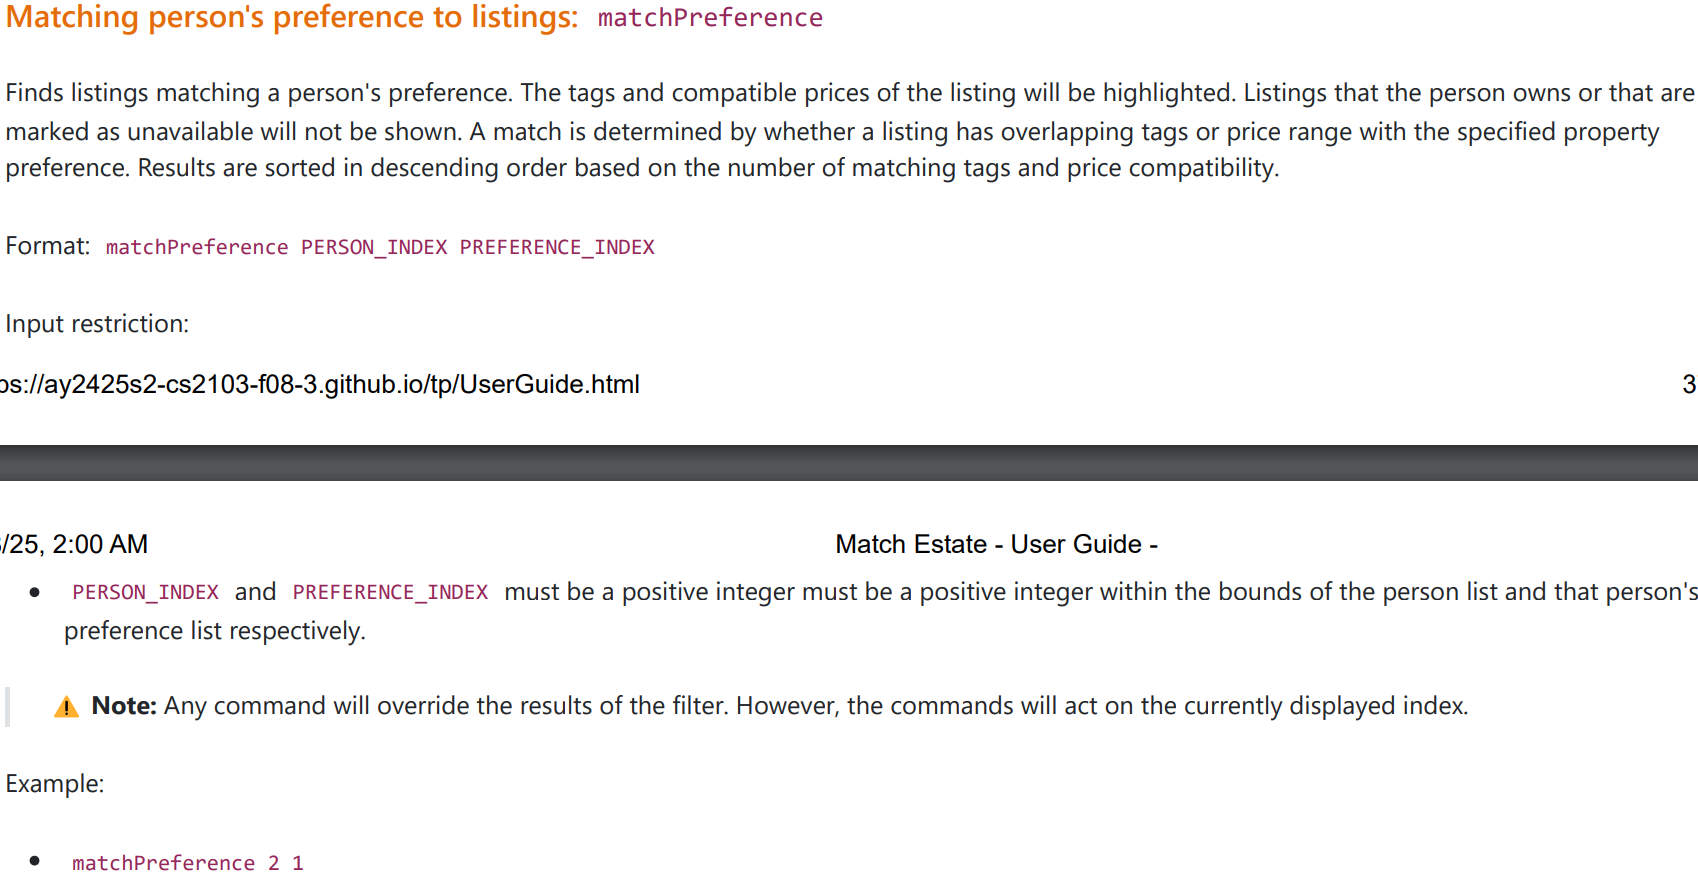 Matching person's preference to listings: matchPreference
Finds listings matching a person's preference. The tags and compatible prices of the listing will be highlighted. Listings that the person owns or that are
marked as unavailable will not be shown. A match is determined by whether a listing has overlapping tags or price range with the specified property
preference. Results are sorted in descending order based on the number of matching tags and price compatibility.
Format: matchPreference PERSON_INDEX PREFERENCE_INDEX
Input restriction:
ps://ay2425s2-cs2103-f08-3.github.io/tp/UserGuide.html 3
/25, 2:00 AM Match Estate - User Guide -
• PERSON_INDEX and PREFERENCE_INDEX must be a positive integer must be a positive integer within the bounds of the person list and that person's
preference list respectively.
⚠ Note: Any command will override the results of the filter. However, the commands will act on the currently displayed index.
Example:
• matchPreference 2 1